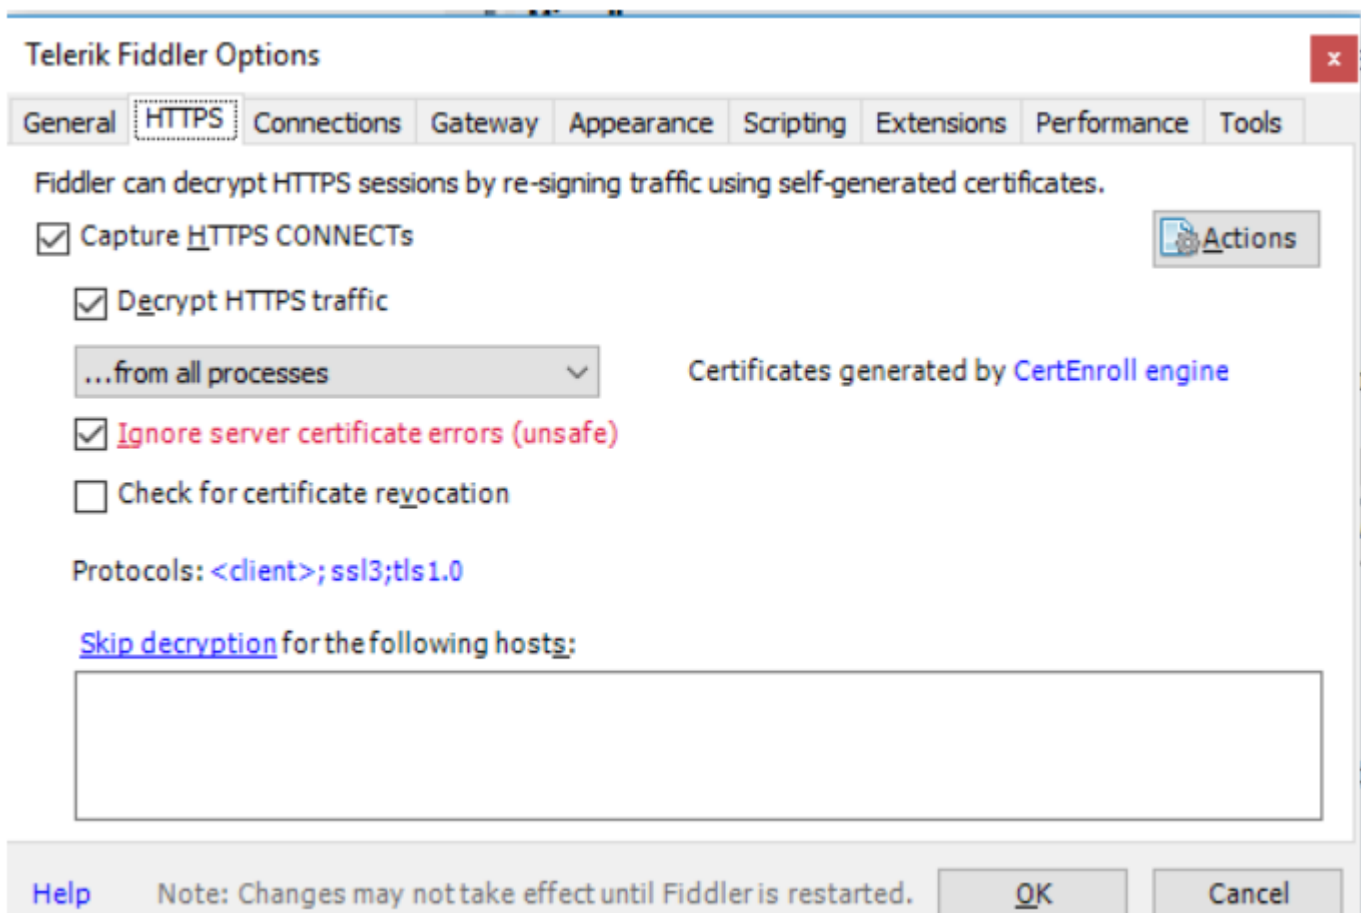 Telerik Fiddler Options
x
General HTTPS Connections Gateway Appearance Scripting Extensions Performance Tools
Fiddler can decrypt HTTPS sessions by re-signing traffic using self-generated certificates.
Capture HTTPS CONNECTs Actions
Decrypt HTTPS traffic
...from all processes Certificates generated by CertEnroll engine
Ignore server certificate errors (unsafe)
Check for certificate revocation
Protocols: <client>; ssl3;tls1.0
Skip decryption for the following hosts:
Help Note: Changes may not take effect until Fiddler is restarted. OK Cancel